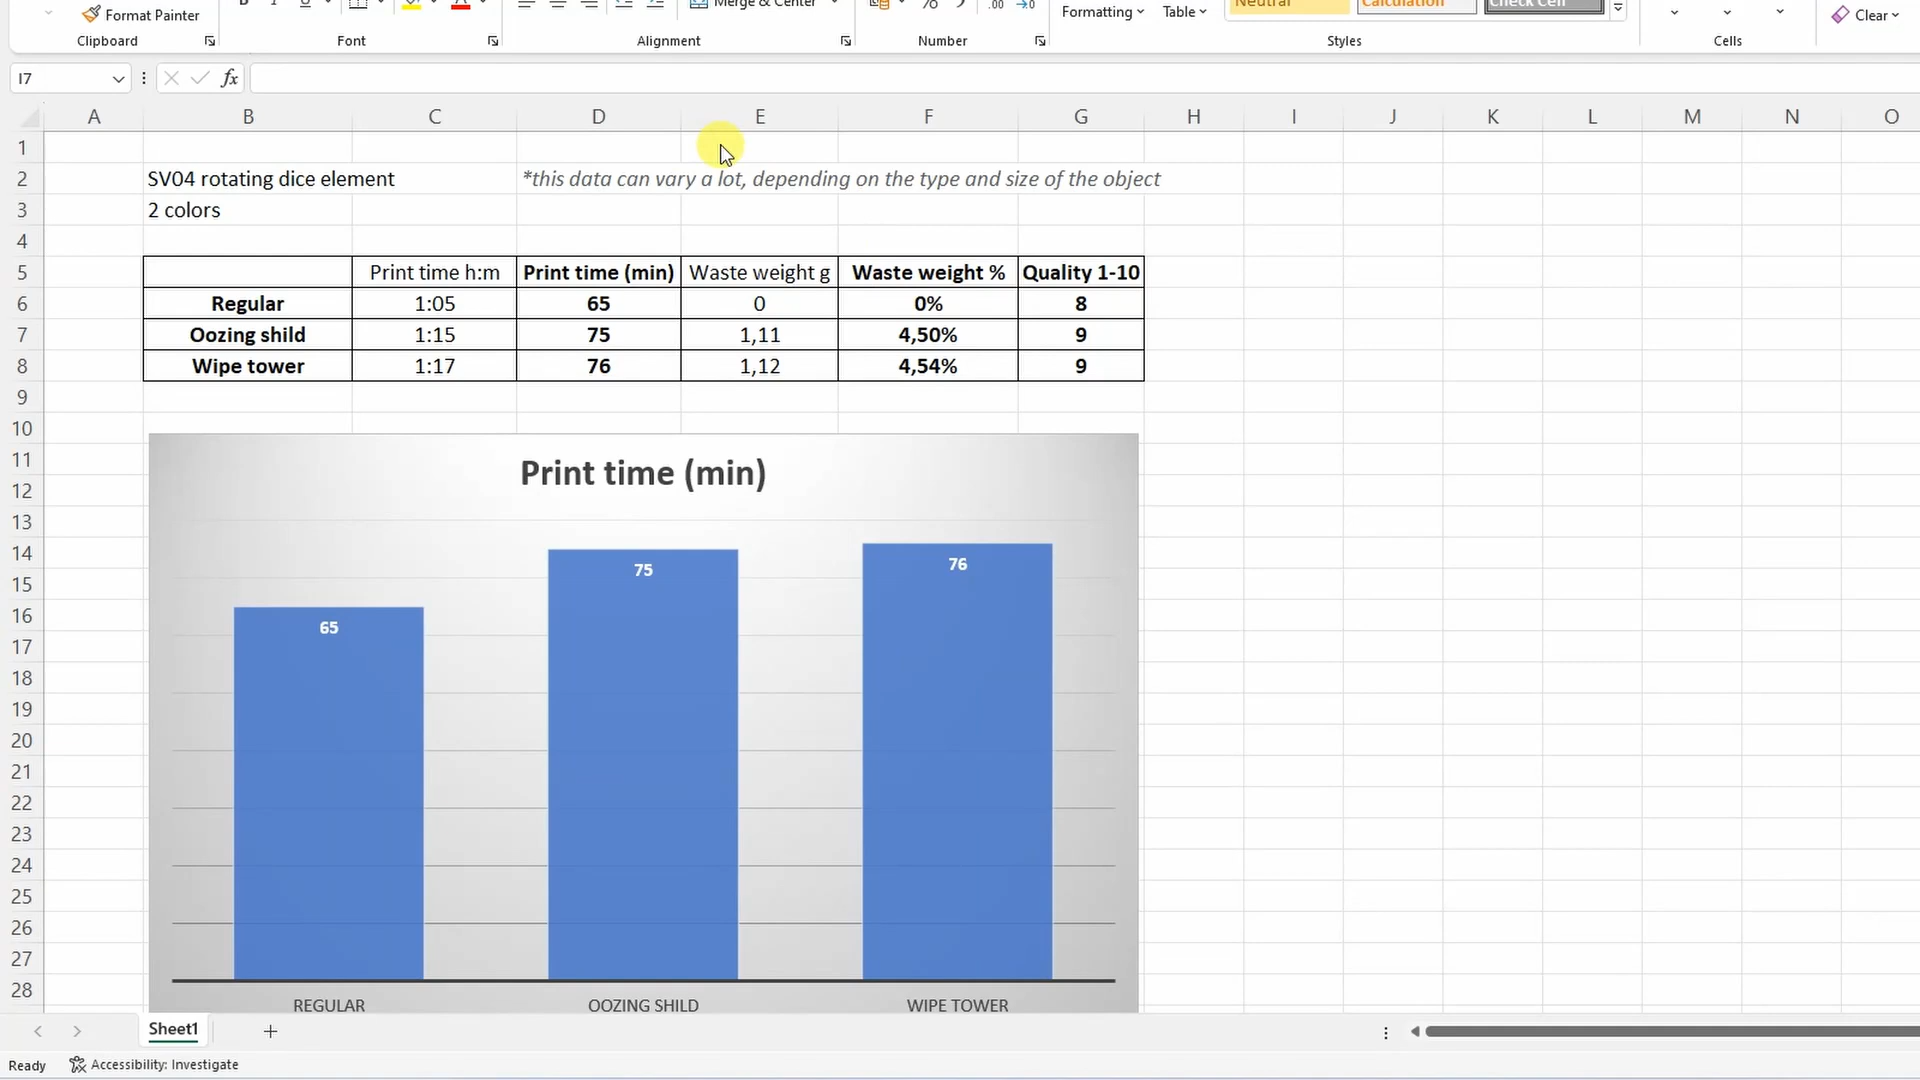 Format Painter
Merge & Center
% .00
Formatting Table
Neutral Calculation Check Cell
Clear
Clipboard Font Alignment Number Styles Cells
I7 fx
A B C D E F G H I J K L M N O
1
2 SV04 rotating dice element *this data can vary a lot, depending on the type and size of the object
3 2 colors
4
5 Print time h:m Print time (min) Waste weight g Waste weight % Quality 1-10
6 Regular 1:05 65 0 0% 8
7 Oozing shild 1:15 75 1,11 4,50% 9
8 Wipe tower 1:17 76 1,12 4,54% 9
9
10
11 Print time (min)
12
13
14 75 76
15
16 65
17
18
19
20
21
22
23
24
25
26
27
28
REGULAR OOZING SHILD WIPE TOWER
Sheet1
Ready Accessibility: Investigate